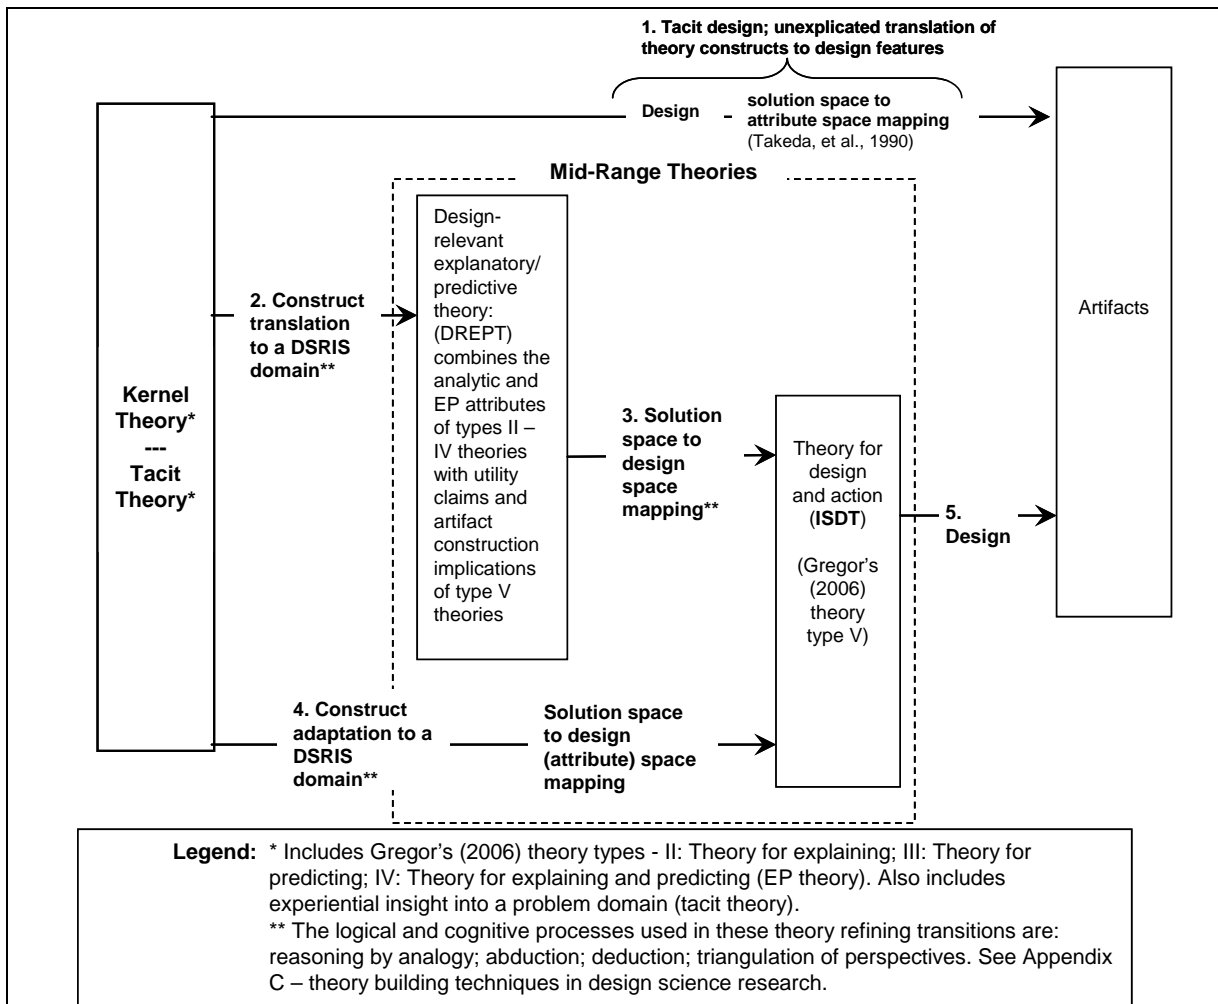 1. Tacit design; unexplicated translation of
theory constructs to design features
Design
solution space to
attribute space mapping
(Takeda, et al., 1990)
Mid-Range Theories
Kernel
Theory*
---
Tacit
Theory*
2. Construct
translation
to a DSRIS
domain**
Design-
relevant
explanatory/
predictive
theory:
(DREPT)
combines the
analytic and
EP attributes
of types II –
IV theories
with utility
claims and
artifact
construction
implications
of type V
theories
3. Solution
space to
design
space
mapping**
Theory for
design
and action
(ISDT)
(Gregor's
(2006)
theory
type V)
5.
Design
Artifacts
4. Construct
adaptation to a
DSRIS
domain**
Solution space
to design
(attribute) space
mapping
Legend: * Includes Gregor's (2006) theory types - II: Theory for explaining; III: Theory for
predicting; IV: Theory for explaining and predicting (EP theory). Also includes
experiential insight into a problem domain (tacit theory).
** The logical and cognitive processes used in these theory refining transitions are:
reasoning by analogy; abduction; deduction; triangulation of perspectives. See Appendix
C – theory building techniques in design science research.